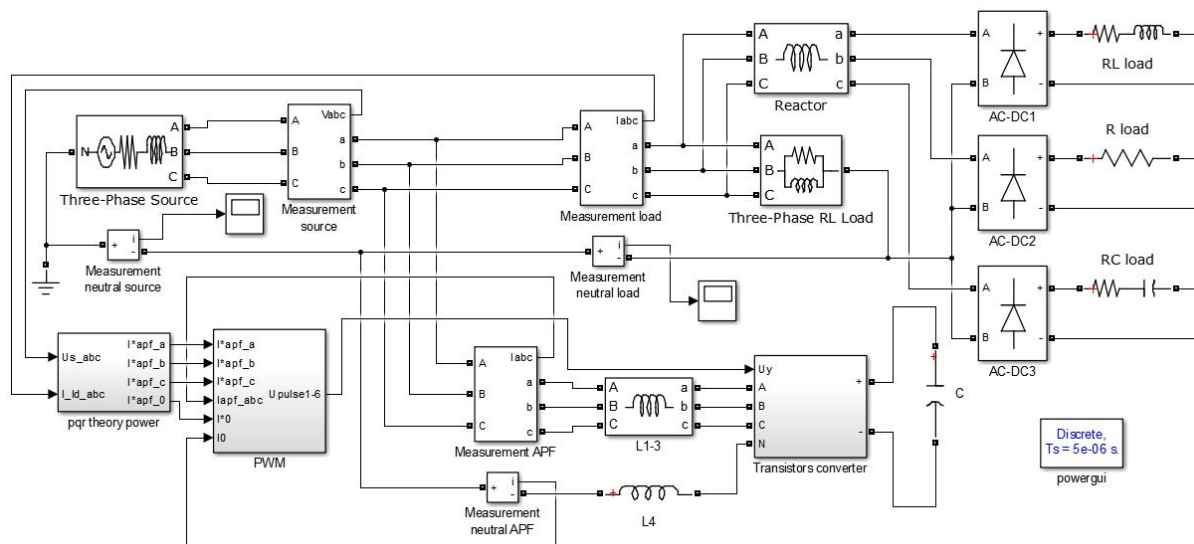 A
B
C
a
b
c
Reactor
A
B
+
-
AC-DC1
RL load
N
A
B
C
Three-Phase Source
A
B
C
Vabc
a
b
c
Measurement
source
A
B
C
Iabc
a
b
c
Measurement load
A
B
C
Three-Phase RL Load
A
B
+
-
AC-DC2
R load
+
i
-
Measurement
neutral source
+
i
-
Measurement
neutral load
A
B
+
-
AC-DC3
RC load
Us_abc
I_ld_abc
I*apf_a
I*apf_b
I*apf_c
I*apf_0
pqr theory power
I*apf_a
I*apf_b
I*apf_c
Iapf_abc
I*0
I0
Upulse1-6
PWM
A
B
C
Iabc
a
b
c
Measurement APF
A
B
C
a
b
c
L1-3
Uy
A
B
C
N
+
-
Transistors converter
+
C
Discrete,
Ts = 5e-06 s.
powergui
+
i
-
Measurement
neutral APF
+
L4